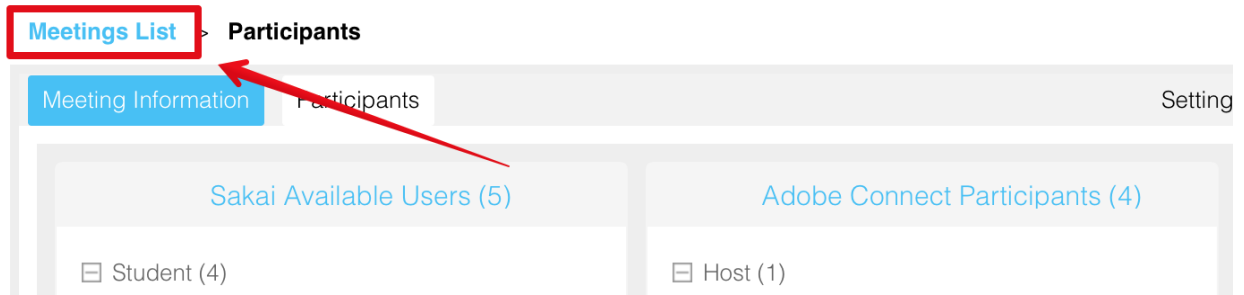 Meetings List > Participants
Meeting Information Participants Setting
Sakai Available Users (5) Adobe Connect Participants (4)
Student (4) Host (1)